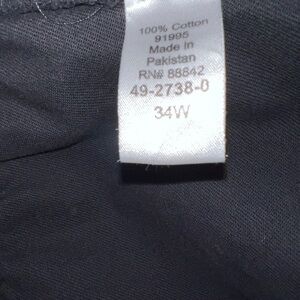 100% Cotton
91995
Made In
Pakistan
RN# 88842
49-2738-0
34W